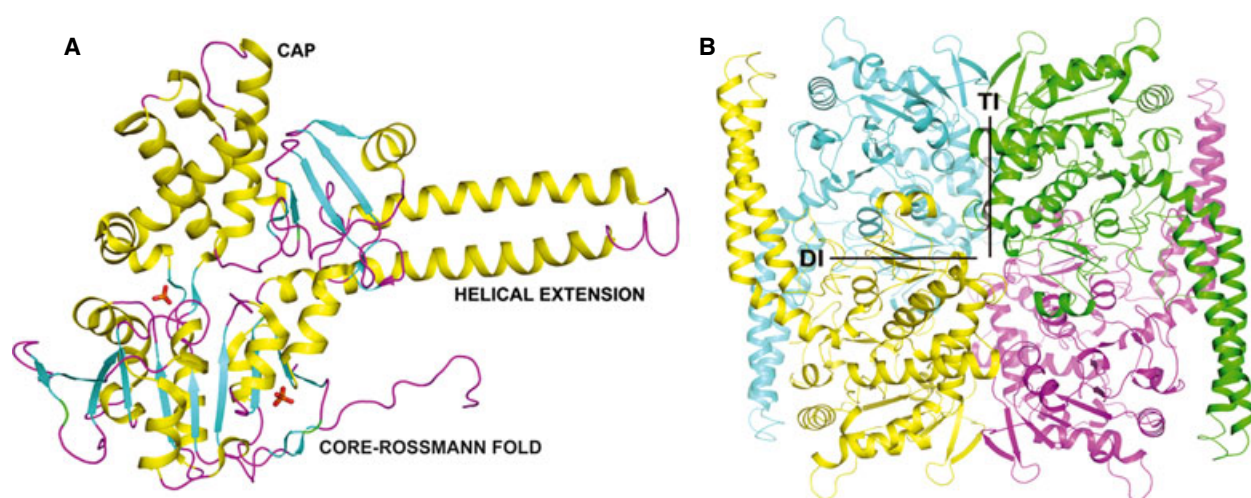 A
CAP
HELICAL EXTENSION
CORE-ROSSMANN FOLD
B
TI
DI